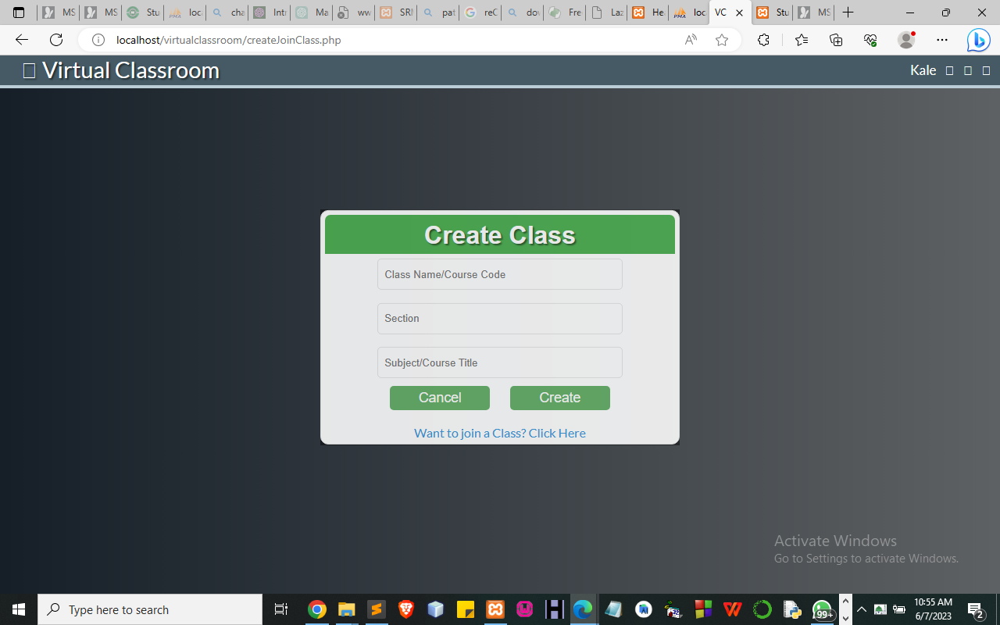 MS
MS
Stu
loc
cha
Intr
Ma
ww
SRI
pat
reC
dov
Fre
Laz
He
loc
VC
Stu
MS
localhost/virtualclassroom/createJoinClass.php
Virtual Classroom
Kale
Create Class
Class Name/Course Code
Section
Subject/Course Title
Cancel Create
Want to join a Class? Click Here
Activate Windows
Go to Settings to activate Windows.
Type here to search
99+
10:55 AM
6/7/2023
2